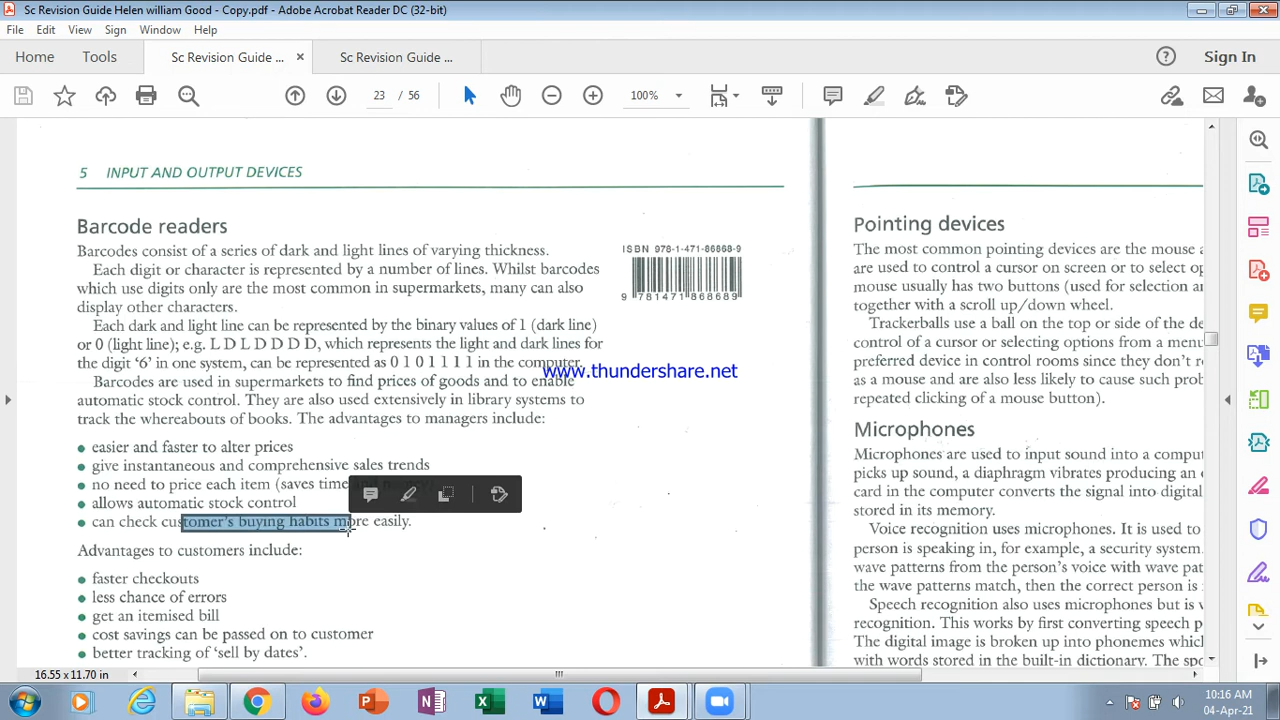 Sc Revision Guide Helen william Good - Copy.pdf - Adobe Acrobat Reader DC (32-bit)
File Edit View Sign Window Help
Home Tools Sc Revision Guide ... × Sc Revision Guide ... Sign In
23 / 56 100%
5 INPUT AND OUTPUT DEVICES
Barcode readers
Barcodes consist of a series of dark and light lines of varying thickness.
Each digit or character is represented by a number of lines. Whilst barcodes
which use digits only are the most common in supermarkets, many can also
display other characters.
Each dark and light line can be represented by the binary values of 1 (dark line)
or 0 (light line); e.g. L D L D D D D, which represents the light and dark lines for
the digit '6' in one system, can be represented as 0 1 0 1 1 1 1 in the computer.
Barcodes are used in supermarkets to find prices of goods and to enable
automatic stock control. They are also used extensively in library systems to
track the whereabouts of books. The advantages to managers include:
easier and faster to alter prices
give instantaneous and comprehensive sales trends
no need to price each item (saves time
allows automatic stock control
can check customer's buying habits more easily.
Advantages to customers include:
faster checkouts
less chance of errors
get an itemised bill
cost savings can be passed on to customer
better tracking of 'sell by dates'.
ISBN 978-1-471-86868-9
9 781471 868689
www.thundershare.net
Pointing devices
The most common pointing devices are the mouse
are used to control a cursor on screen or to select
mouse usually has two buttons (used for selection
together with a scroll up/down wheel.
Trackerballs use a ball on the top or side of the
control of a cursor or selecting options from a
preferred device in control rooms since they don't
as a mouse and are also less likely to cause such
repeated clicking of a mouse button).
Microphones
Microphones are used to input sound into a
picks up sound, a diaphragm vibrates producing an
card in the computer converts the signal into digital
stored in its memory.
Voice recognition uses microphones. It is used to
person is speaking in, for example, a security system.
wave patterns from the person's voice with wave
the wave patterns match, then the correct person is
Speech recognition also uses microphones but is
recognition. This works by first converting speech
The digital image is broken up into phonemes
with words stored in the built-in dictionary. The
16.55 x 11.70 in
10:16 AM
04-Apr-21